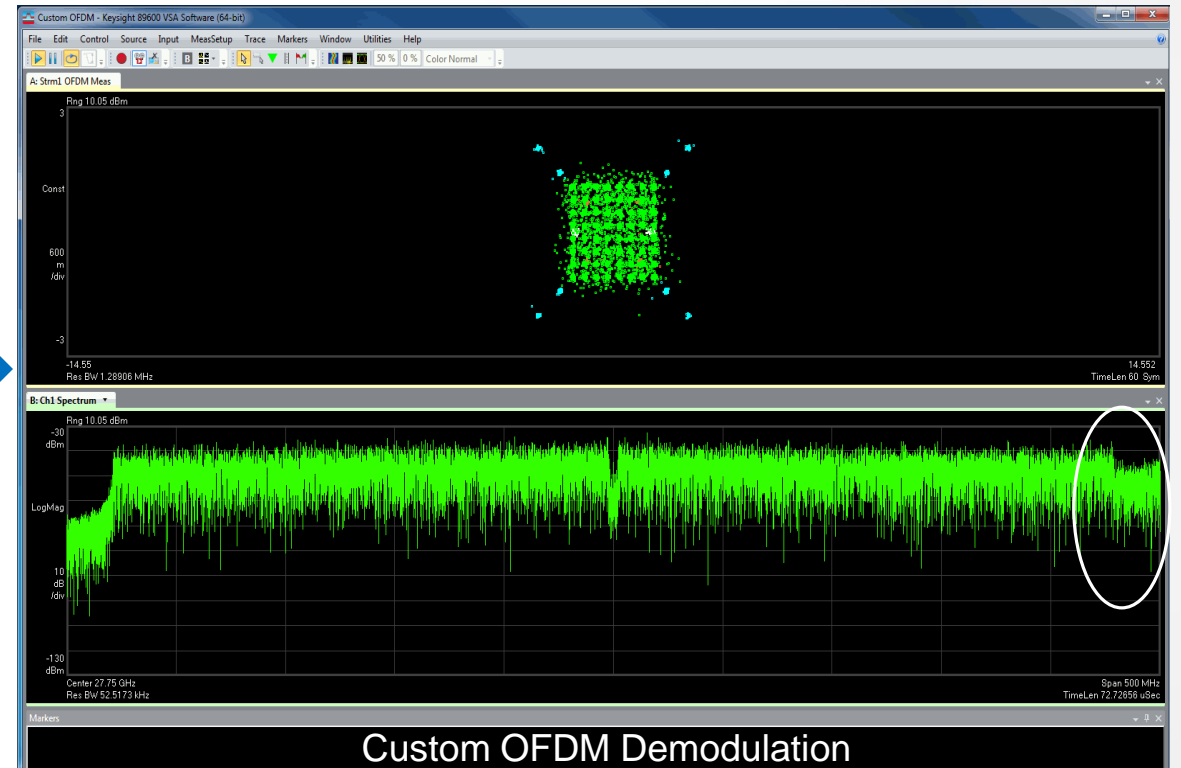 Custom OFDM - Keysight 89600 VSA Software (64-bit)
File Edit Control Source Input MeasSetup Trace Markers Window Utilities Help
B 50 % 0 % Color Normal
A: Strm1 OFDM Meas
Rng 10.05 dBm
3
Const
600
m
/div
-3
-14.55 14.552
Res BW 1.28906 MHz TimeLen 60 Sym
B: Ch1 Spectrum
Rng 10.05 dBm
-30
dBm
LogMag
10
dB
/div
-130
dBm
Center 27.75 GHz Span 500 MHz
Res BW 52.5173 kHz TimeLen 72.72656 uSec
Markers
Custom OFDM Demodulation